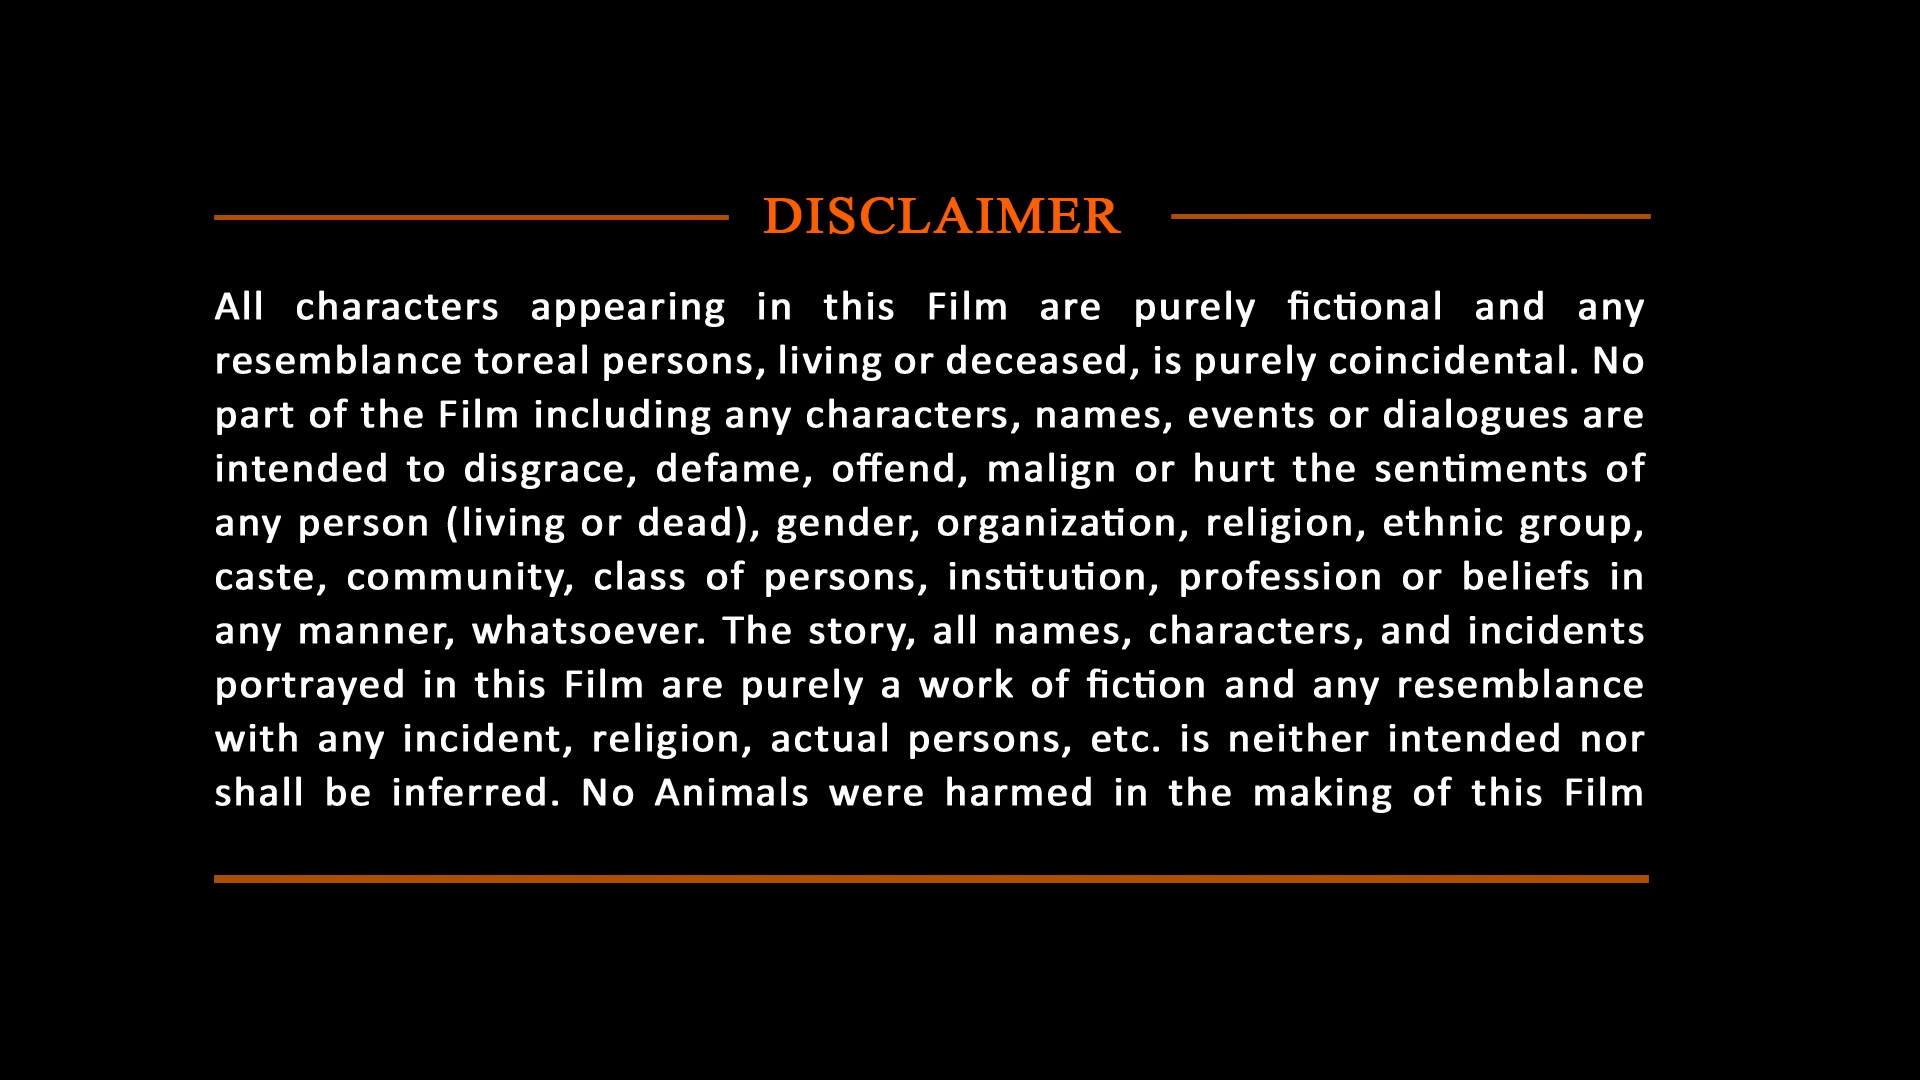 DISCLAIMER
All characters appearing in this Film are purely fictional and any
resemblance toreal persons, living or deceased, is purely coincidental. No
part of the Film including any characters, names, events or dialogues are
intended to disgrace, defame, offend, malign or hurt the sentiments of
any person (living or dead), gender, organization, religion, ethnic group,
caste, community, class of persons, institution, profession or beliefs in
any manner, whatsoever. The story, all names, characters, and incidents
portrayed in this Film are purely a work of fiction and any resemblance
with any incident, religion, actual persons, etc. is neither intended nor
shall be inferred. No Animals were harmed in the making of this Film